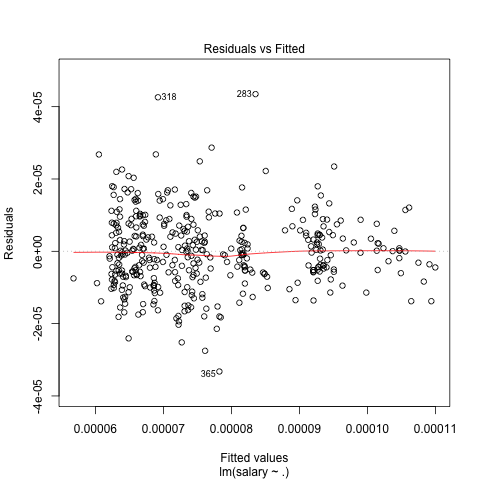 Residuals vs Fitted
318
283
365
Residuals
4e-05
2e-05
0e+00
-2e-05
-4e-05
0.00006 0.00007 0.00008 0.00009 0.00010 0.00011
Fitted values
lm(salary ~ .)